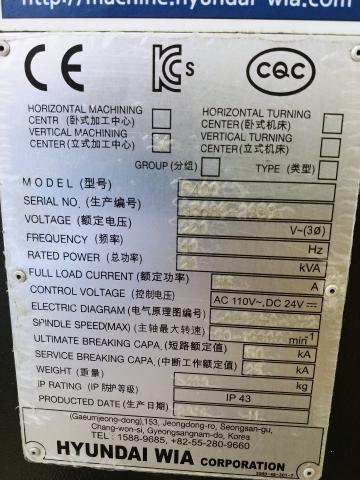 http://machine.hyundai-wia.com
CE
S
CQC
HORIZONTAL MACHINING CENTR (卧式加工中心)
HORIZONTAL TURNING CENTER(卧式机床)
VERTICAL MACHINING CENTER(立式加工中心)
VERTICAL TURNING CENTER(立式机床)
GROUP(分组)
TYPE (类型)
MODEL (型号)
SERIAL NO. (生产编号)
VOLTAGE (额定电压) V~(3Ø)
FREQUENCY (频率) Hz
RATED POWER (总功率) kVA
FULL LOAD CURRENT (额定功率) A
CONTROL VOLTAGE (控制电压) AC 110V~, DC 24V
ELECTRIC DIAGRAM (电气原理图编号)
SPINDLE SPEED(MAX) (主轴最大转速) min⁻¹
ULTIMATE BREAKING CAPA. (短路额定值) kA
SERVICE BREAKING CAPA. (中断工作额定值) kA
WEIGHT (重量) kg
IP RATING (IP 防护等级) IP 43
PRODUCTED DATE (生产日期)
(Gaeumjeong-dong),153, Jeongdong-ro, Seongsan-gu,
Chang-won-si, Gyeongsangnam-do, Korea
TEL : 1588-9685, +82-55-280-9660
HYUNDAI WIA CORPORATION